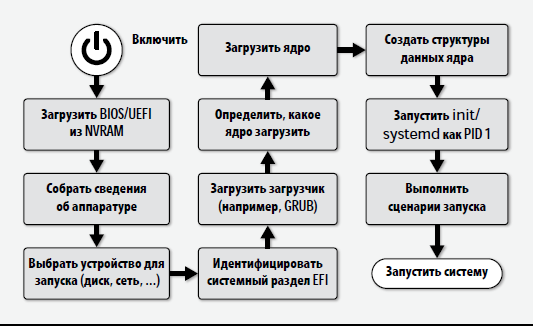 Включить
Загрузить BIOS/UEFI
из NVRAM
Собрать сведения
об аппаратуре
Выбрать устройство для
запуска (диск, сеть, ...)
Идентифицировать
системный раздел EFI
Загрузить загрузчик
(например, GRUB)
Определить, какое
ядро загрузить
Загрузить ядро
Создать структуры
данных ядра
Запустить init/
systemd как PID 1
Выполнить
сценарии запуска
Запустить систему